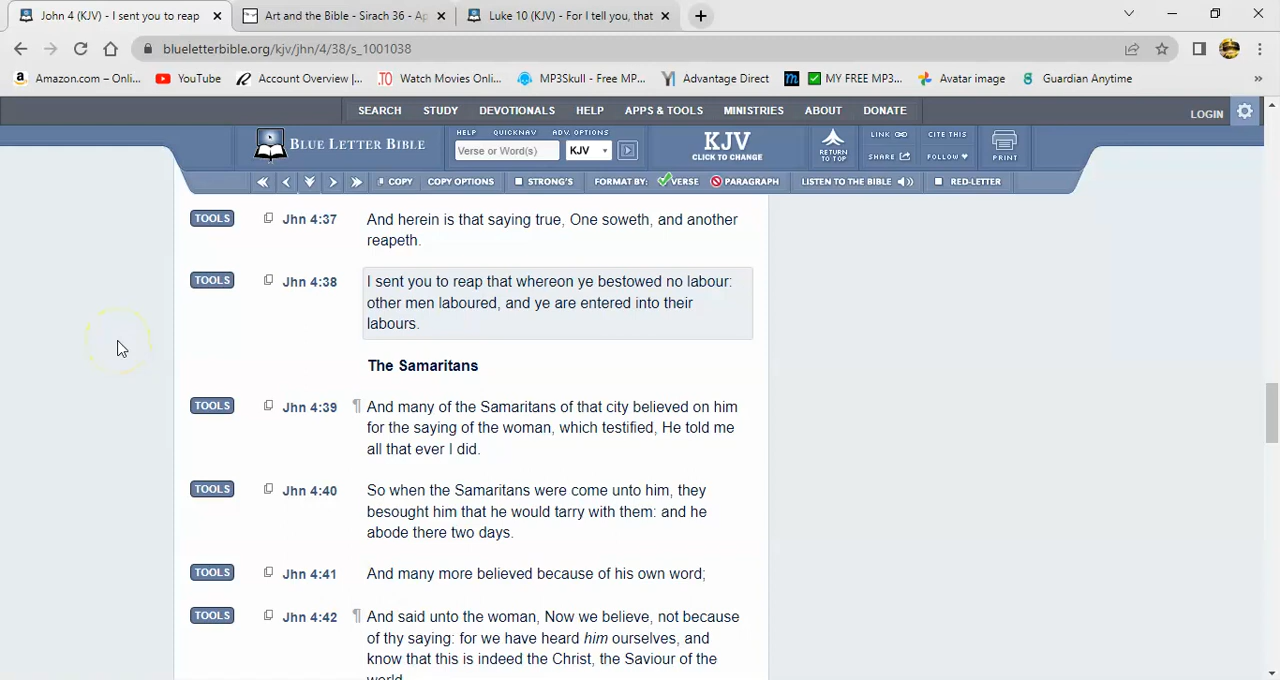 John 4 (KJV) - I sent you to reap
Art and the Bible - Sirach 36 - Ap
Luke 10 (KJV) - For I tell you, that
blueletterbible.org/kjv/jhn/4/38/s_1001038
Amazon.com – Onli...
YouTube
Account Overview |...
.TO Watch Movies Onl...
MP3Skull - Free MP...
Advantage Direct
MY FREE MP3...
Avatar image
Guardian Anytime
»
SEARCH STUDY DEVOTIONALS HELP APPS & TOOLS MINISTRIES ABOUT DONATE
LOGIN
BLUE LETTER BIBLE
HELP QUICKNAV ADV. OPTIONS
Verse or Word(s) KJV
KJV
CLICK TO CHANGE
RETURN
TO TOP
LINK
SHARE
CITE THIS
FOLLOW
PRINT
COPY COPY OPTIONS STRONG'S FORMAT BY: VERSE PARAGRAPH LISTEN TO THE BIBLE RED-LETTER
TOOLS Jhn 4:37 And herein is that saying true, One soweth, and another
reapeth.
TOOLS Jhn 4:38 I sent you to reap that whereon ye bestowed no labour:
other men laboured, and ye are entered into their
labours.
The Samaritans
TOOLS Jhn 4:39 ¶ And many of the Samaritans of that city believed on him
for the saying of the woman, which testified, He told me
all that ever I did.
TOOLS Jhn 4:40 So when the Samaritans were come unto him, they
besought him that he would tarry with them: and he
abode there two days.
TOOLS Jhn 4:41 And many more believed because of his own word;
TOOLS Jhn 4:42 ¶ And said unto the woman, Now we believe, not because
of thy saying: for we have heard him ourselves, and
know that this is indeed the Christ, the Saviour of the
world.